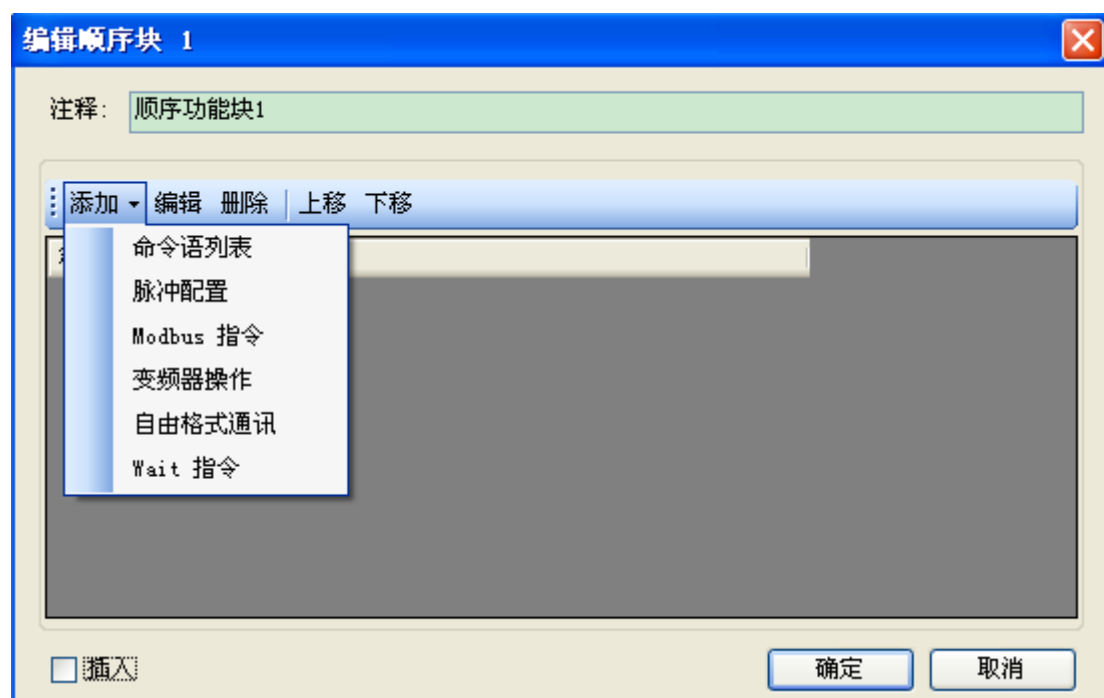 编辑顺序块 1
注释: 顺序功能块1
添加 编辑 删除 上移 下移
命令语列表
脉冲配置
Modbus 指令
变频器操作
自由格式通讯
Wait 指令
插入 确定 取消